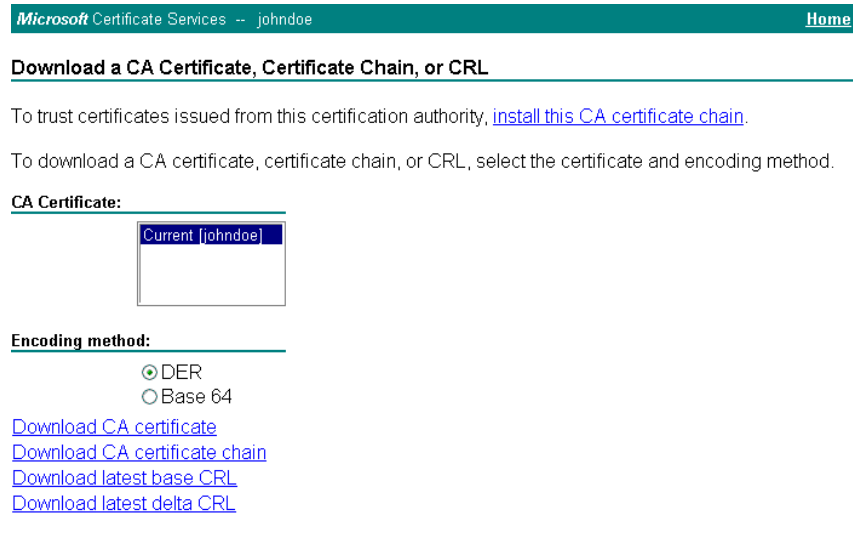 Microsoft Certificate Services -- johndoe Home
Download a CA Certificate, Certificate Chain, or CRL
To trust certificates issued from this certification authority, install this CA certificate chain.
To download a CA certificate, certificate chain, or CRL, select the certificate and encoding method.
CA Certificate:
Current [johndoe]
Encoding method:
DER
Base 64
Download CA certificate
Download CA certificate chain
Download latest base CRL
Download latest delta CRL